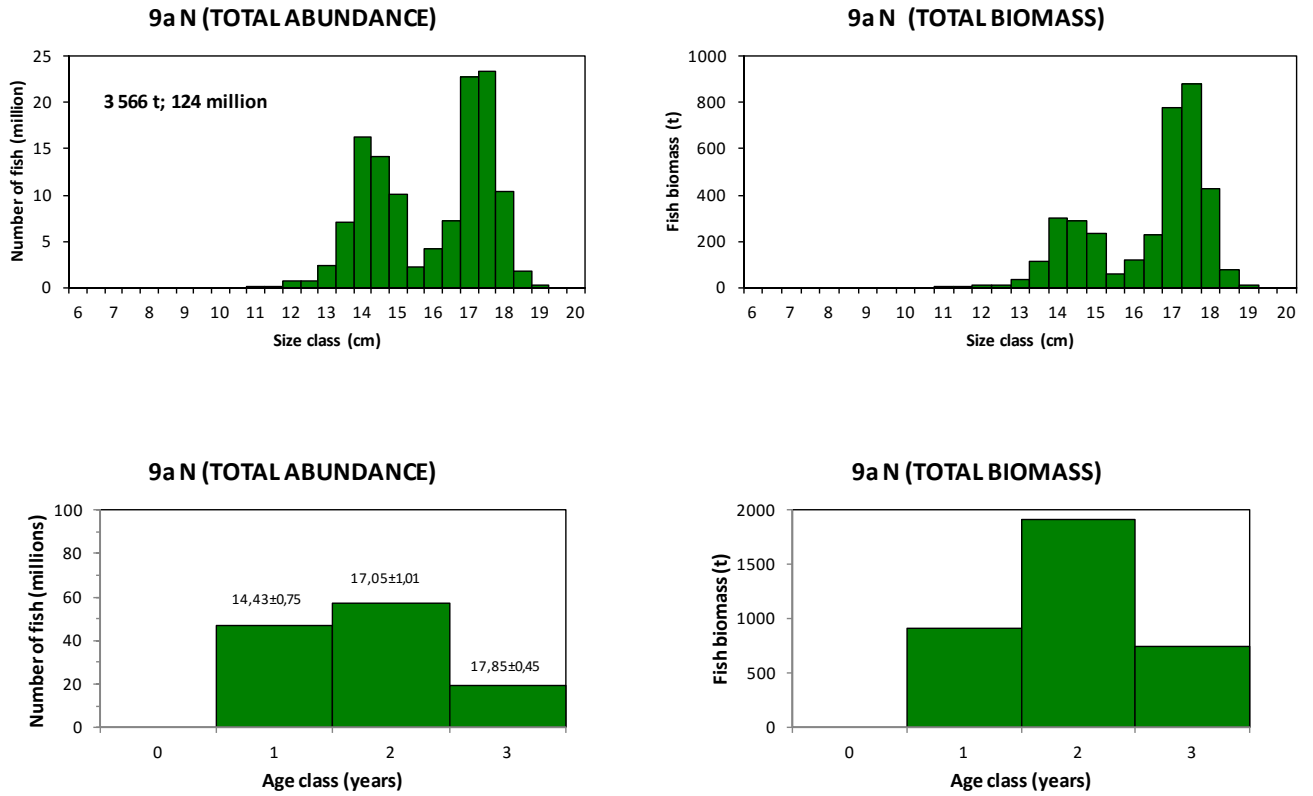 9a N (TOTAL ABUNDANCE)
Number of fish (million)
25
20
15
10
5
0
3 566 t; 124 million
6 7 8 9 10 11 12 13 14 15 16 17 18 19 20
Size class (cm)
9a N (TOTAL BIOMASS)
Fish biomass (t)
1000
800
600
400
200
0
6 7 8 9 10 11 12 13 14 15 16 17 18 19 20
Size class (cm)
9a N (TOTAL ABUNDANCE)
Number of fish (millions)
100
80
60
40
20
0
14,43±0,75
17,05±1,01
17,85±0,45
0 1 2 3
Age class (years)
9a N (TOTAL BIOMASS)
Fish biomass (t)
2000
1500
1000
500
0
0 1 2 3
Age class (years)